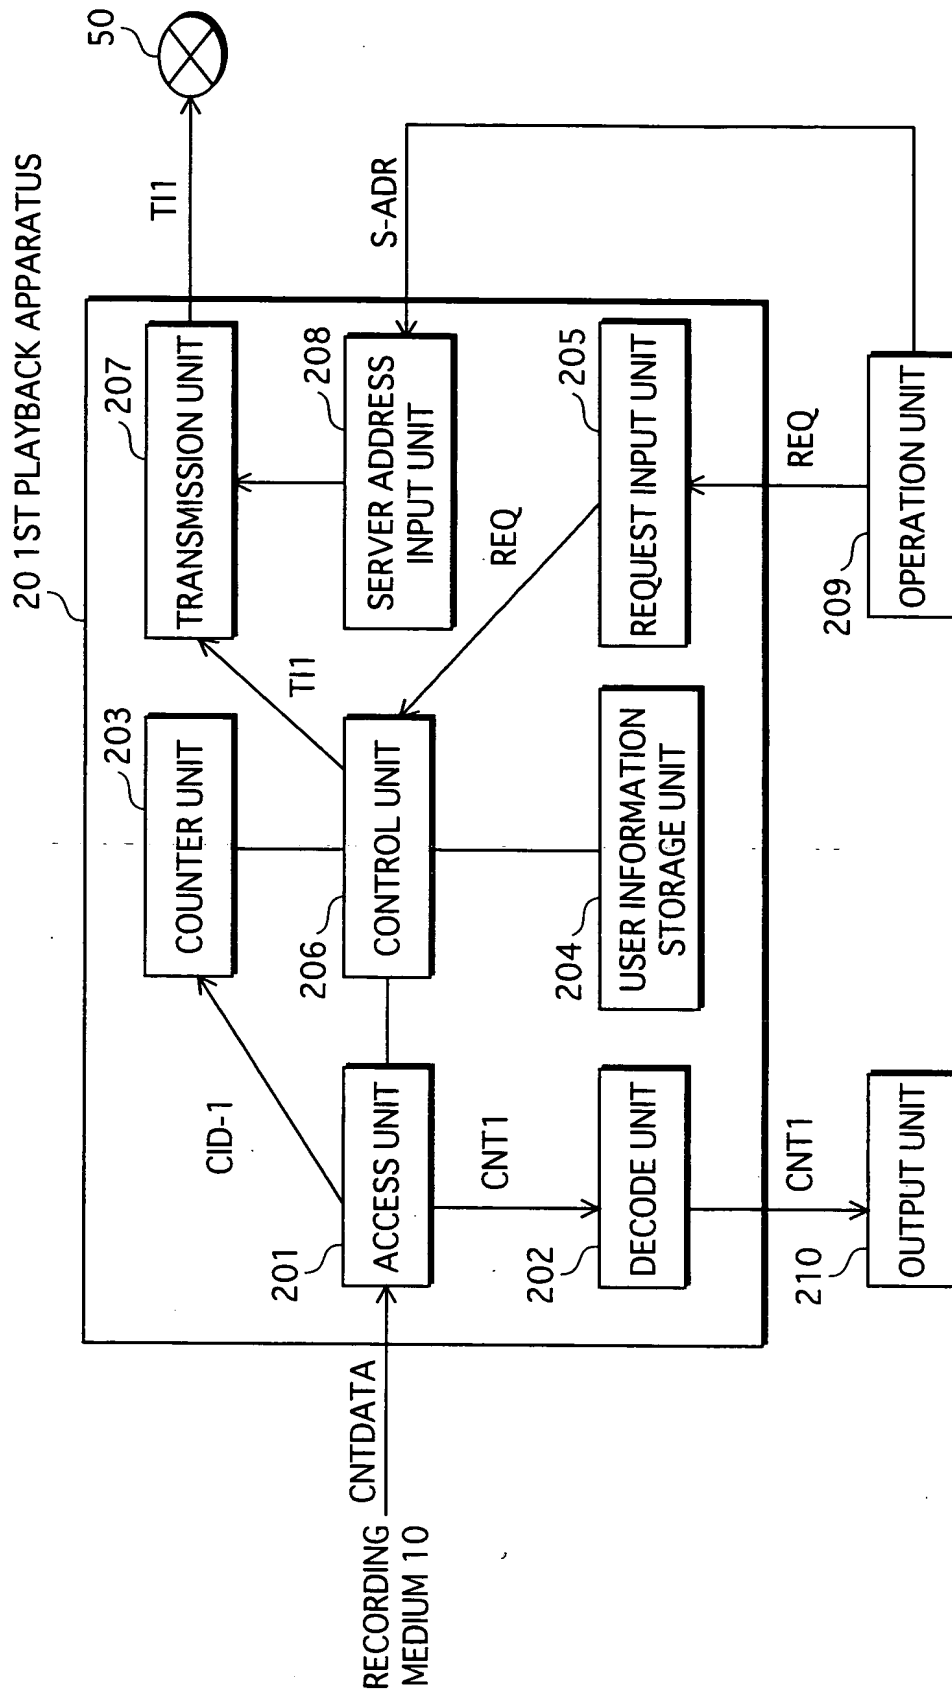 20 1ST PLAYBACK APPARATUS
RECORDING
MEDIUM 10
CNTDATA
201
ACCESS UNIT
CID-1
203
COUNTER UNIT
207
TRANSMISSION UNIT
TI1
50
206
CONTROL UNIT
TI1
208
SERVER ADDRESS
INPUT UNIT
S-ADR
CNT1
REQ
202
DECODE UNIT
204
USER INFORMATION
STORAGE UNIT
205
REQUEST INPUT UNIT
CNT1
REQ
210
OUTPUT UNIT
209
OPERATION UNIT